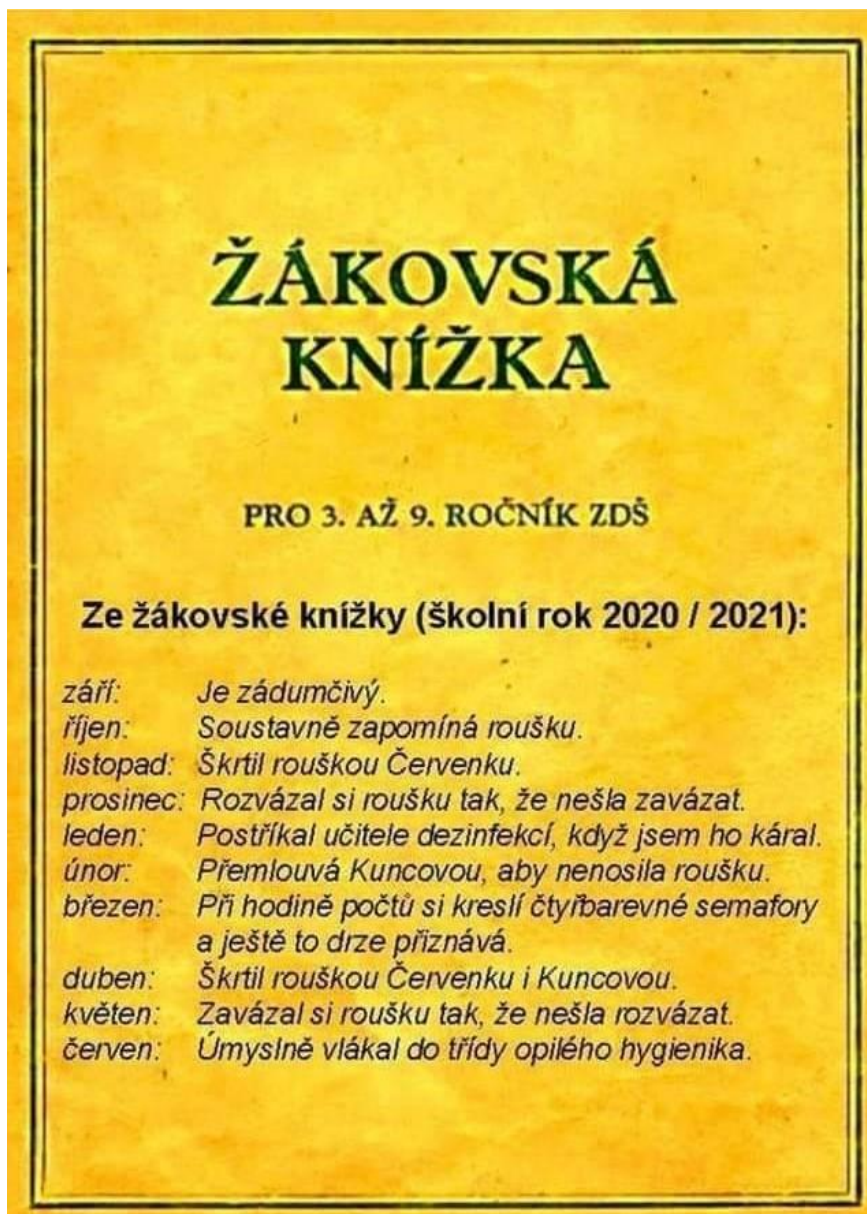 ŽÁKOVSKÁ
KNÍŽKA
PRO 3. AŽ 9. ROČNÍK ZDŠ
Ze žákovské knížky (školní rok 2020 / 2021):
září: Je zádumčivý.
říjen: Soustavně zapomíná roušku.
listopad: Škrtil rouškou Červenku.
prosinec: Rozvázal si roušku tak, že nešla zavázat.
leden: Postříkal učitele dezinfekcí, když jsem ho káral.
únor: Přemlouvá Kuncovou, aby nenosila roušku.
březen: Při hodině počtů si kreslí čtyřbarevné semafory
a ještě to drze přiznává.
duben: Škrtil rouškou Červenku i Kuncovou.
květen: Zavázal si roušku tak, že nešla rozvázat.
červen: Úmyslně vlákal do třídy opilého hygienika.